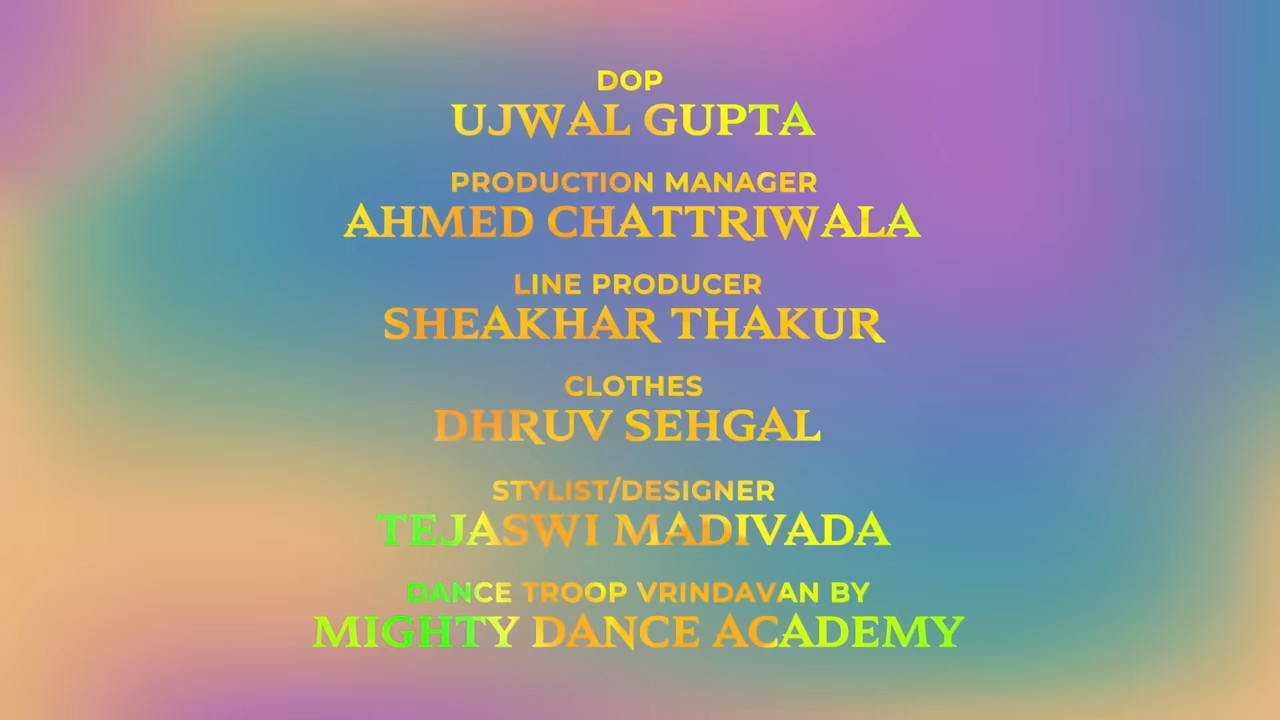 DOP
UJWAL GUPTA
PRODUCTION MANAGER
AHMED CHATTRIWALA
LINE PRODUCER
SHEAKHAR THAKUR
CLOTHES
DHRUV SEHGAL
STYLIST/DESIGNER
TEJASWI MADIVADA
DANCE TROOP VRINDAVAN BY
MIGHTY DANCE ACADEMY